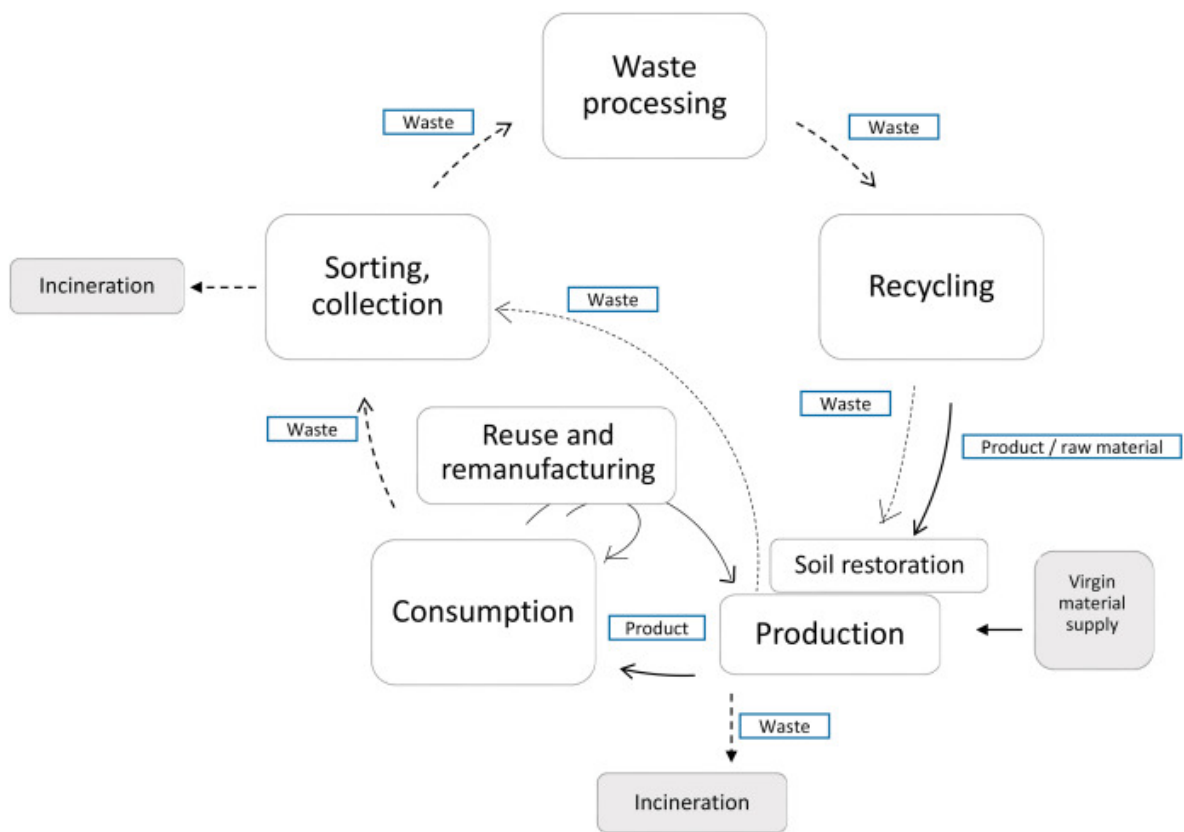 Waste
processing
Waste
Waste
Sorting,
collection
Incineration
Recycling
Waste
Waste
Waste
Reuse and
remanufacturing
Product / raw material
Soil restoration
Consumption
Product
Production
Virgin
material
supply
Waste
Incineration